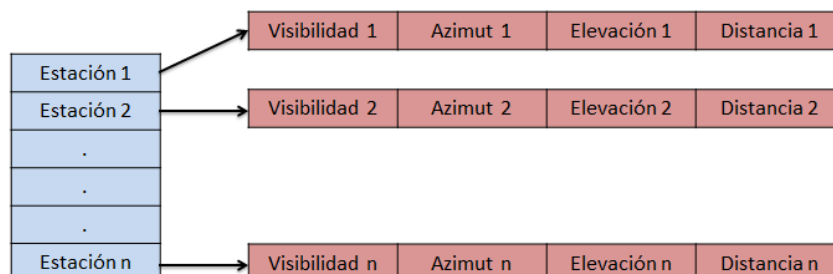 Visibilidad 1 Azimut 1 Elevación 1 Distancia 1
Estación 1
Estación 2 Visibilidad 2 Azimut 2 Elevación 2 Distancia 2
.
.
.
Estación n Visibilidad n Azimut n Elevación n Distancia n